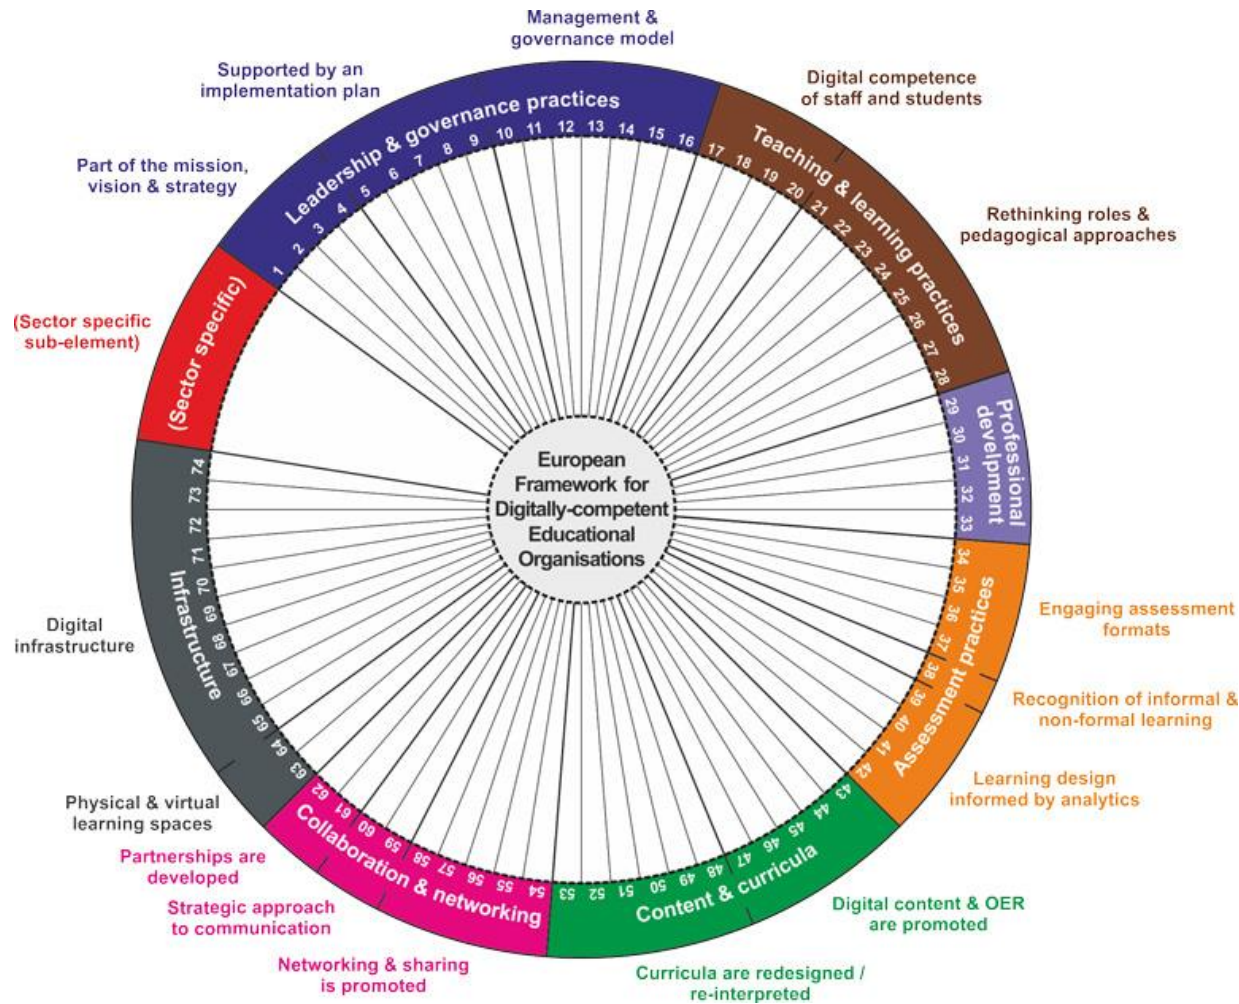 Management &
governance model
Supported by an
implementation plan
Digital competence
of staff and students
Part of the mission,
vision & strategy
Rethinking roles &
pedagogical approaches
(Sector specific
sub-element)
Engaging assessment
formats
Recognition of informal &
non-formal learning
Learning design
informed by analytics
Digital content & OER
are promoted
Curricula are redesigned /
re-interpreted
Networking & sharing
is promoted
Strategic approach
to communication
Partnerships are
developed
Physical & virtual
learning spaces
Digital
infrastructure
Leadership & governance practices
Teaching & learning practices
Professional
develpment
Assessment practices
Content & curricula
Collaboration & networking
Infrastructure
(Sector specific)
1
2
3
4
5
6
7
8
9
10
11
12
13
14
15
16
17
18
19
20
21
22
23
24
25
26
27
28
29
30
31
32
33
34
35
36
37
38
39
40
41
42
43
44
45
46
47
48
49
50
51
52
53
54
55
56
57
58
59
60
61
62
63
64
65
66
67
68
69
70
71
72
73
74
European
Framework for
Digitally-competent
Educational
Organisations